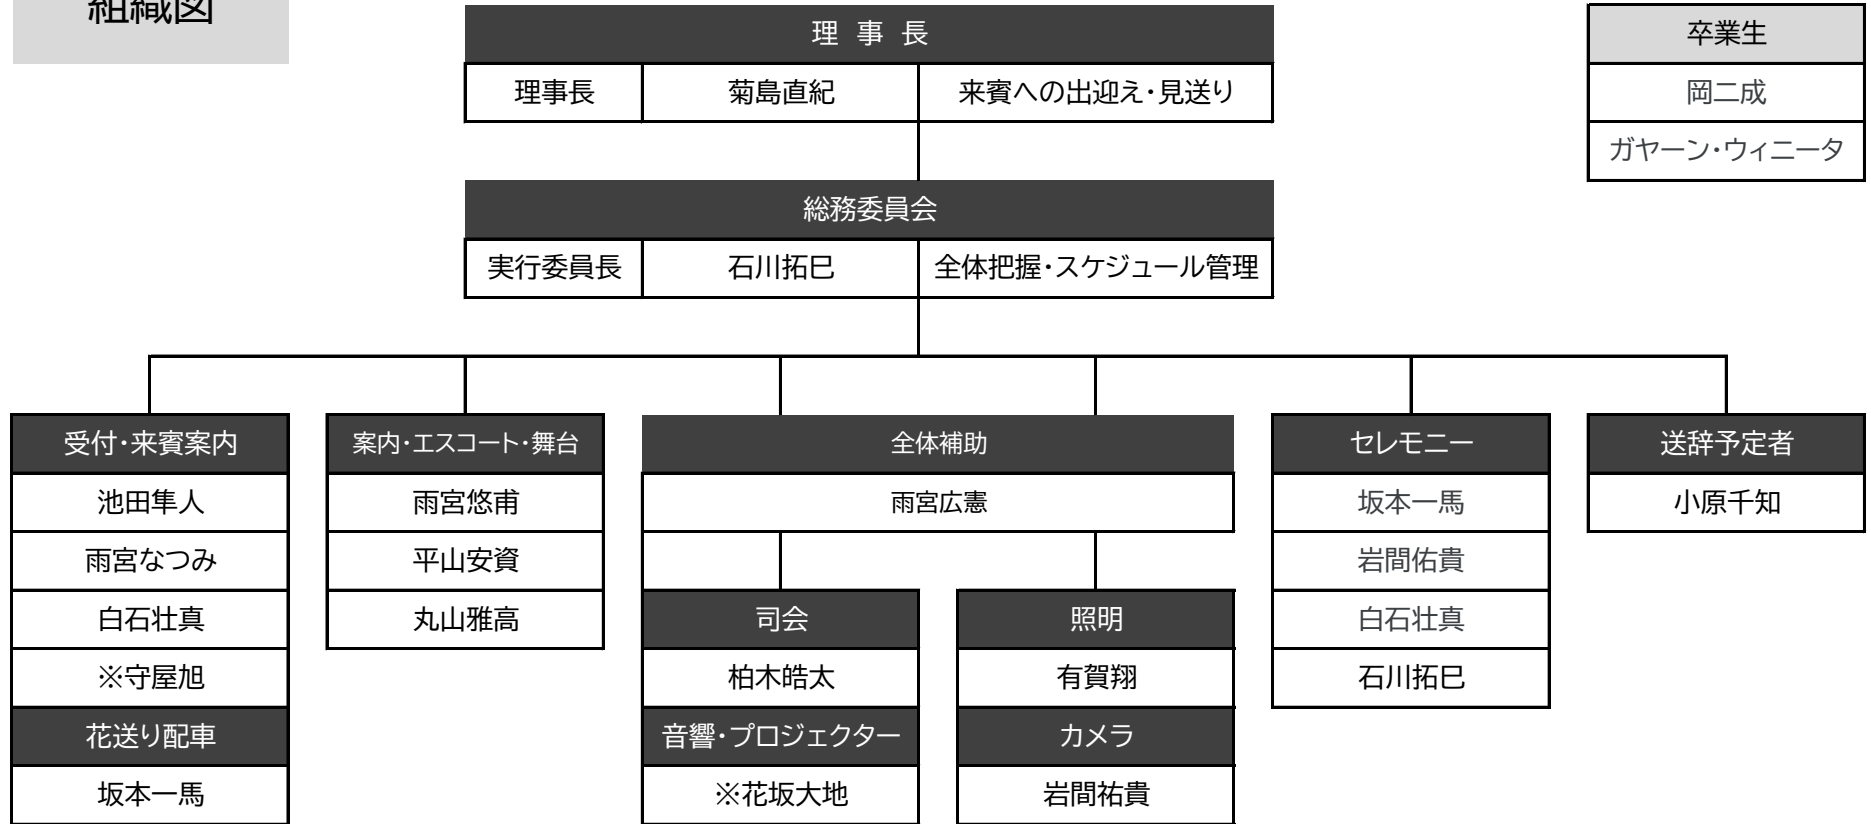 組織図
理 事 長
理事長 菊島直紀 来賓への出迎え・見送り
卒業生
岡二成
ガヤーン・ウィニータ
総務委員会
実行委員長 石川拓巳 全体把握・スケジュール管理
受付・来賓案内
池田隼人
雨宮なつみ
白石壮真
※守屋旭
花送り配車
坂本一馬
案内・エスコート・舞台
雨宮悠甫
平山安資
丸山雅高
全体補助
雨宮広憲
司会
柏木皓太
音響・プロジェクター
※花坂大地
照明
有賀翔
カメラ
岩間祐貴
セレモニー
坂本一馬
岩間佑貴
白石壮真
石川拓巳
送辞予定者
小原千知